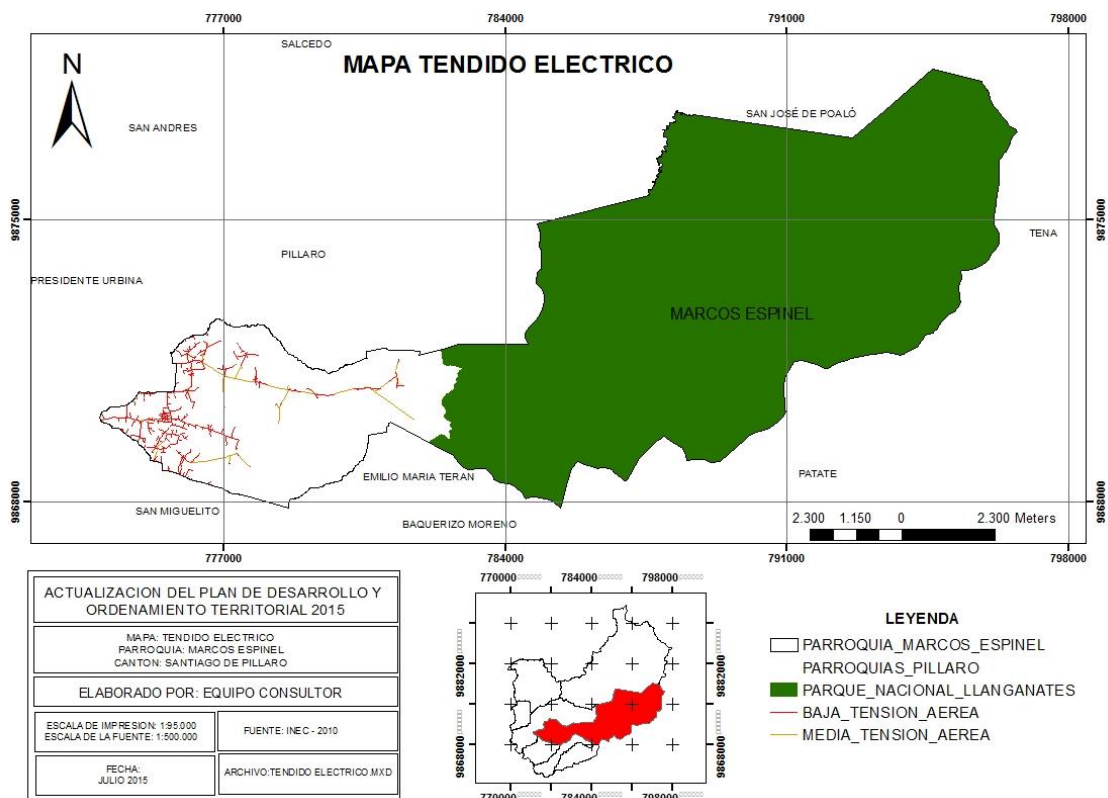 777000 784000 791000 798000
SALCEDO
MAPA TENDIDO ELECTRICO
N
SAN ANDRES
SAN JOSÉ DE POALÓ
9875000 9875000
TENA
PILLARO
PRESIDENTE URBINA
MARCOS ESPINEL
EMILIO MARIA TERAN
PATATE
9868000 9868000
SAN MIGUELITO
BAQUERIZO MORENO
2.300 1.150 0 2.300 Meters
777000 784000 791000 798000
ACTUALIZACION DEL PLAN DE DESARROLLO Y
ORDENAMIENTO TERRITORIAL 2015
MAPA: TENDIDO ELECTRICO
PARROQUIA: MARCOS ESPINEL
CANTON: SANTIAGO DE PILLARO
ELABORADO POR: EQUIPO CONSULTOR
ESCALA DE IMPRESION: 1:95.000
ESCALA DE LA FUENTE: 1:500.000
FUENTE: INEC - 2010
FECHA:
JULIO 2015
ARCHIVO:TENDIDO ELECTRICO.MXD
770000 784000 798000
9882000 9882000
9868000 9868000
770000 784000 798000
LEYENDA
PARROQUIA_MARCOS_ESPINEL
PARROQUIAS_PILLARO
PARQUE_NACIONAL_LLANGANATES
BAJA_TENSION_AEREA
MEDIA_TENSION_AEREA